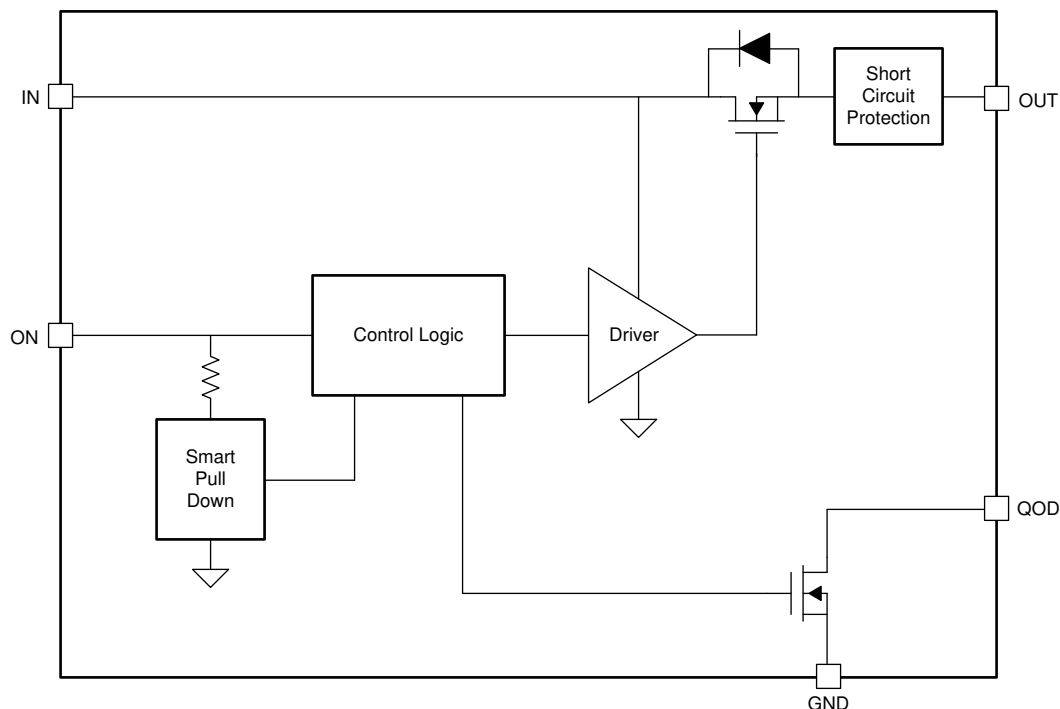 IN
Short
Circuit
Protection
OUT
ON
Control Logic
Driver
Smart
Pull
Down
QOD
GND